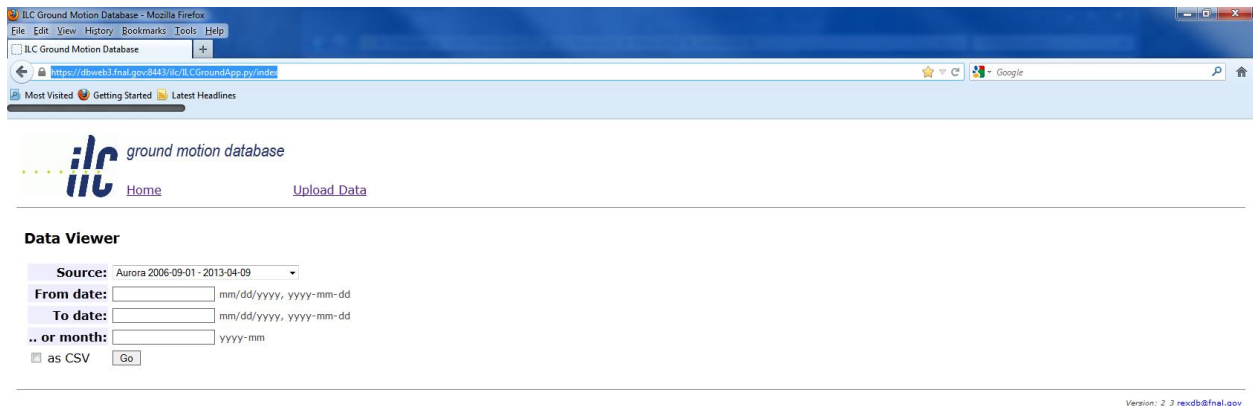 ILC Ground Motion Database - Mozilla Firefox
File Edit View History Bookmarks Tools Help
ILC Ground Motion Database +
https://dbweb3.fnal.gov:8443/ilc/ILCGroundApp.py/index Google
Most Visited Getting Started Latest Headlines
ilc ground motion database
Home Upload Data
Data Viewer
Source: Aurora 2006-09-01 - 2013-04-09
From date: mm/dd/yyyy, yyyy-mm-dd
To date: mm/dd/yyyy, yyyy-mm-dd
.. or month: yyyy-mm
as CSV Go
Version: 2_3 rexdb@fnal.gov